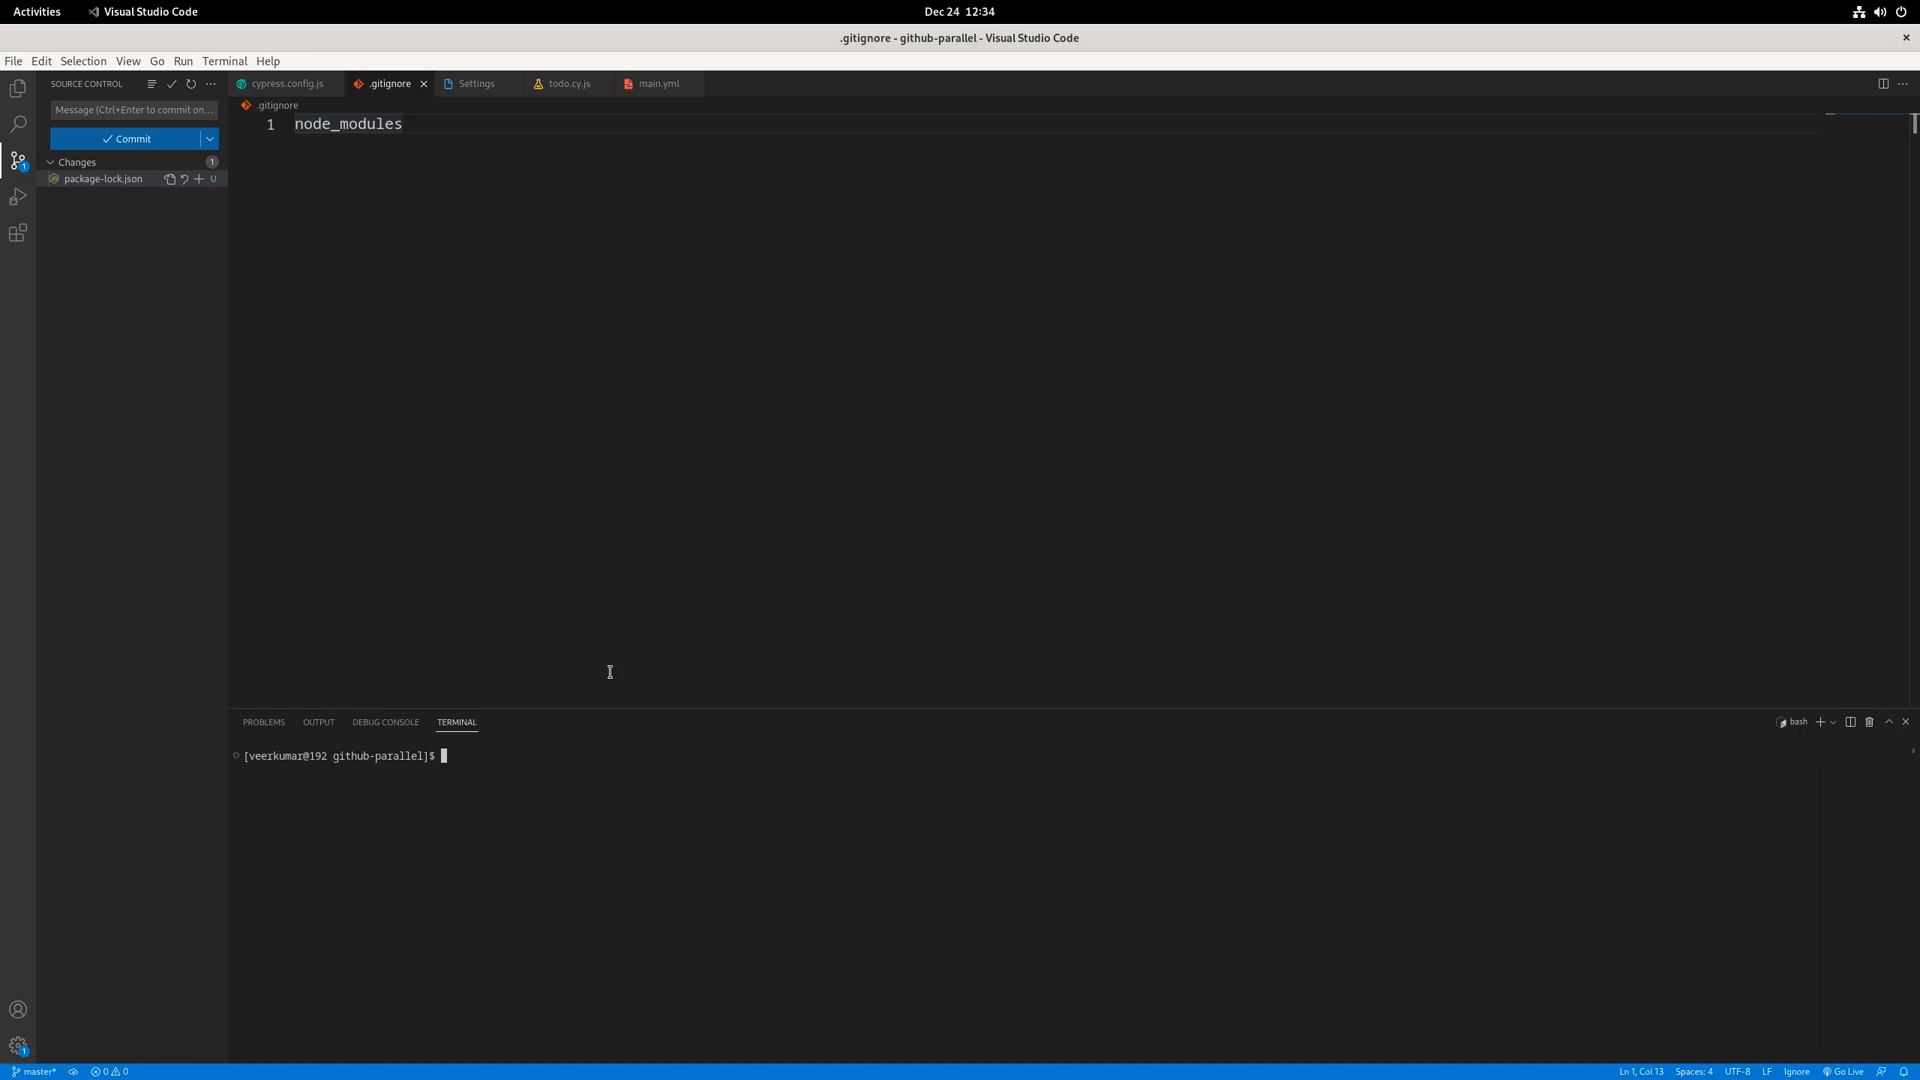 Activities Visual Studio Code Dec 24 12:34
.gitignore - github-parallel - Visual Studio Code
File Edit Selection View Go Run Terminal Help
SOURCE CONTROL
cypress.config.js .gitignore Settings todo.cy.js main.yml
Message (Ctrl+Enter to commit on...
.gitignore
1 node_modules
Commit
Changes 1
package-lock.json U
1
PROBLEMS OUTPUT DEBUG CONSOLE TERMINAL bash
[veerkumar@192 github-parallel]$
1
master* 0 0 Ln 1, Col 13 Spaces: 4 UTF-8 LF Ignore Go Live